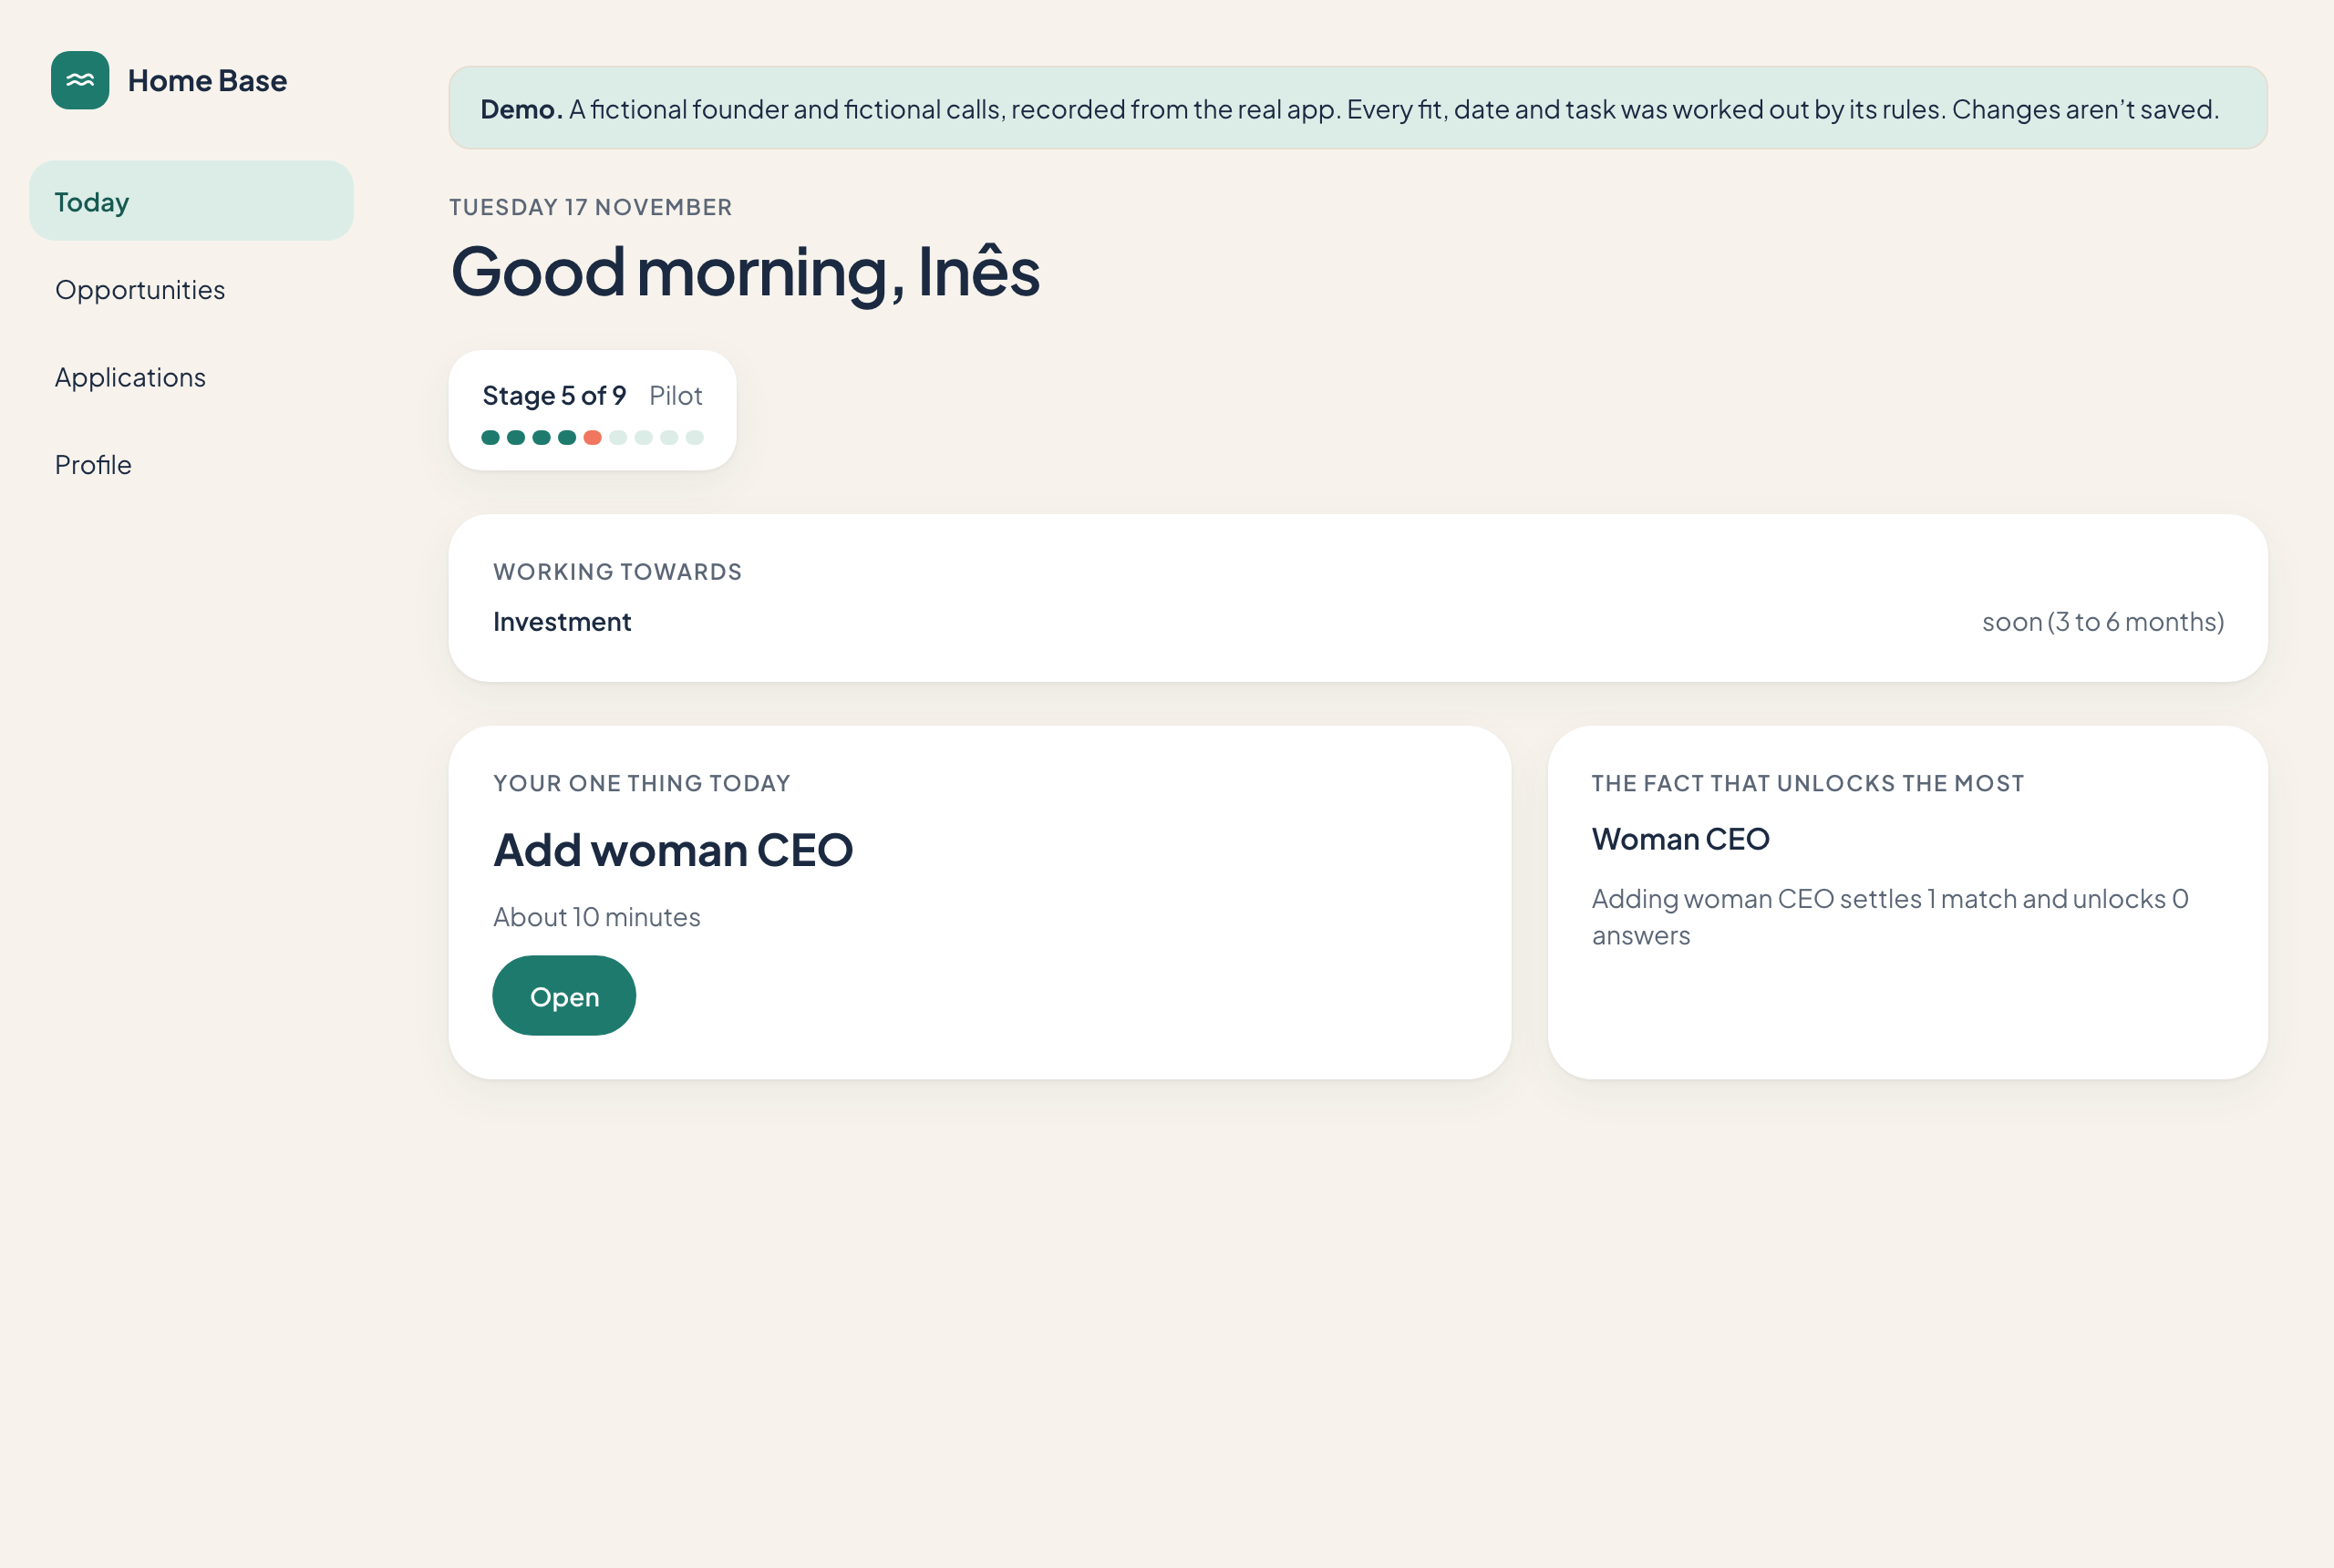 Home Base
Today
Opportunities
Applications
Profile
Demo. A fictional founder and fictional calls, recorded from the real app. Every fit, date and task was worked out by its rules. Changes aren’t saved.
TUESDAY 17 NOVEMBER
Good morning, Inês
Stage 5 of 9 Pilot
WORKING TOWARDS
Investment soon (3 to 6 months)
YOUR ONE THING TODAY
Add woman CEO
About 10 minutes
Open
THE FACT THAT UNLOCKS THE MOST
Woman CEO
Adding woman CEO settles 1 match and unlocks 0
answers